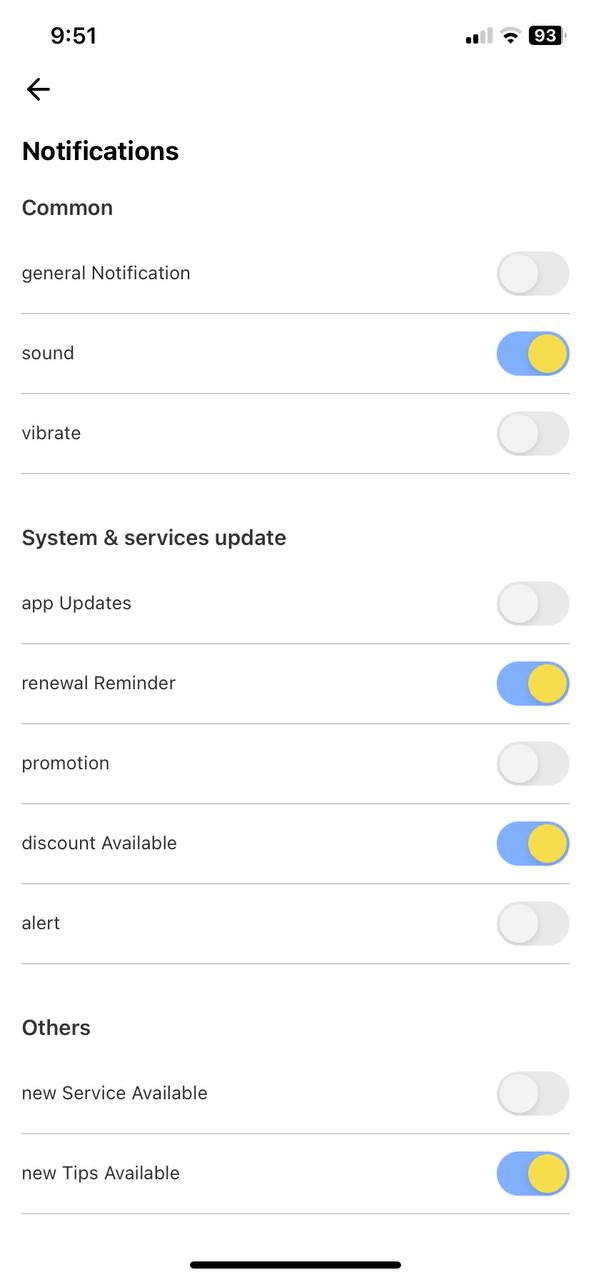 9:51
93
Notifications
Common
general Notification
sound
vibrate
System & services update
app Updates
renewal Reminder
promotion
discount Available
alert
Others
new Service Available
new Tips Available